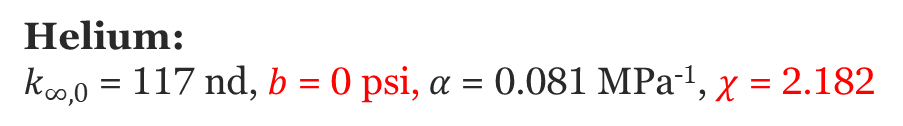 Helium:
k∞,0 = 117 nd, b = 0 psi, α = 0.081 MPa-1, χ = 2.182